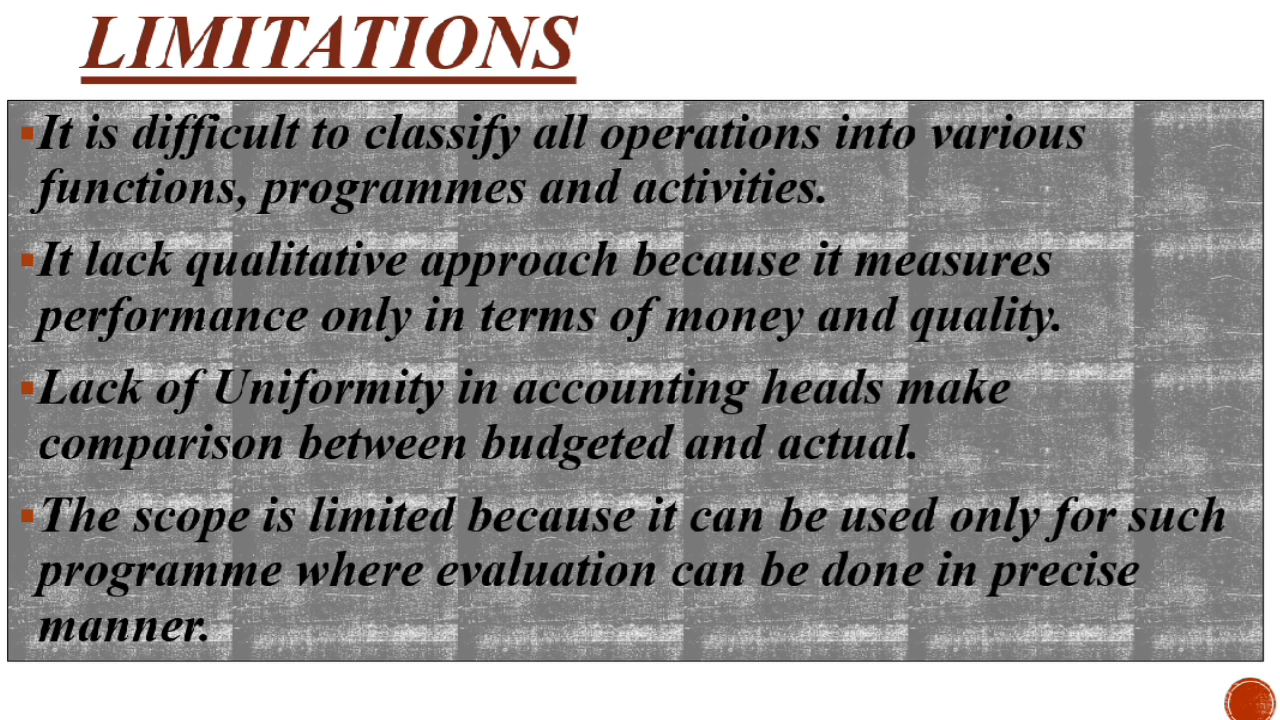 LIMITATIONS
▪It is difficult to classify all operations into various
functions, programmes and activities.
▪It lack qualitative approach because it measures
performance only in terms of money and quality.
▪Lack of Uniformity in accounting heads make
comparison between budgeted and actual.
▪The scope is limited because it can be used only for such
programme where evaluation can be done in precise
manner.